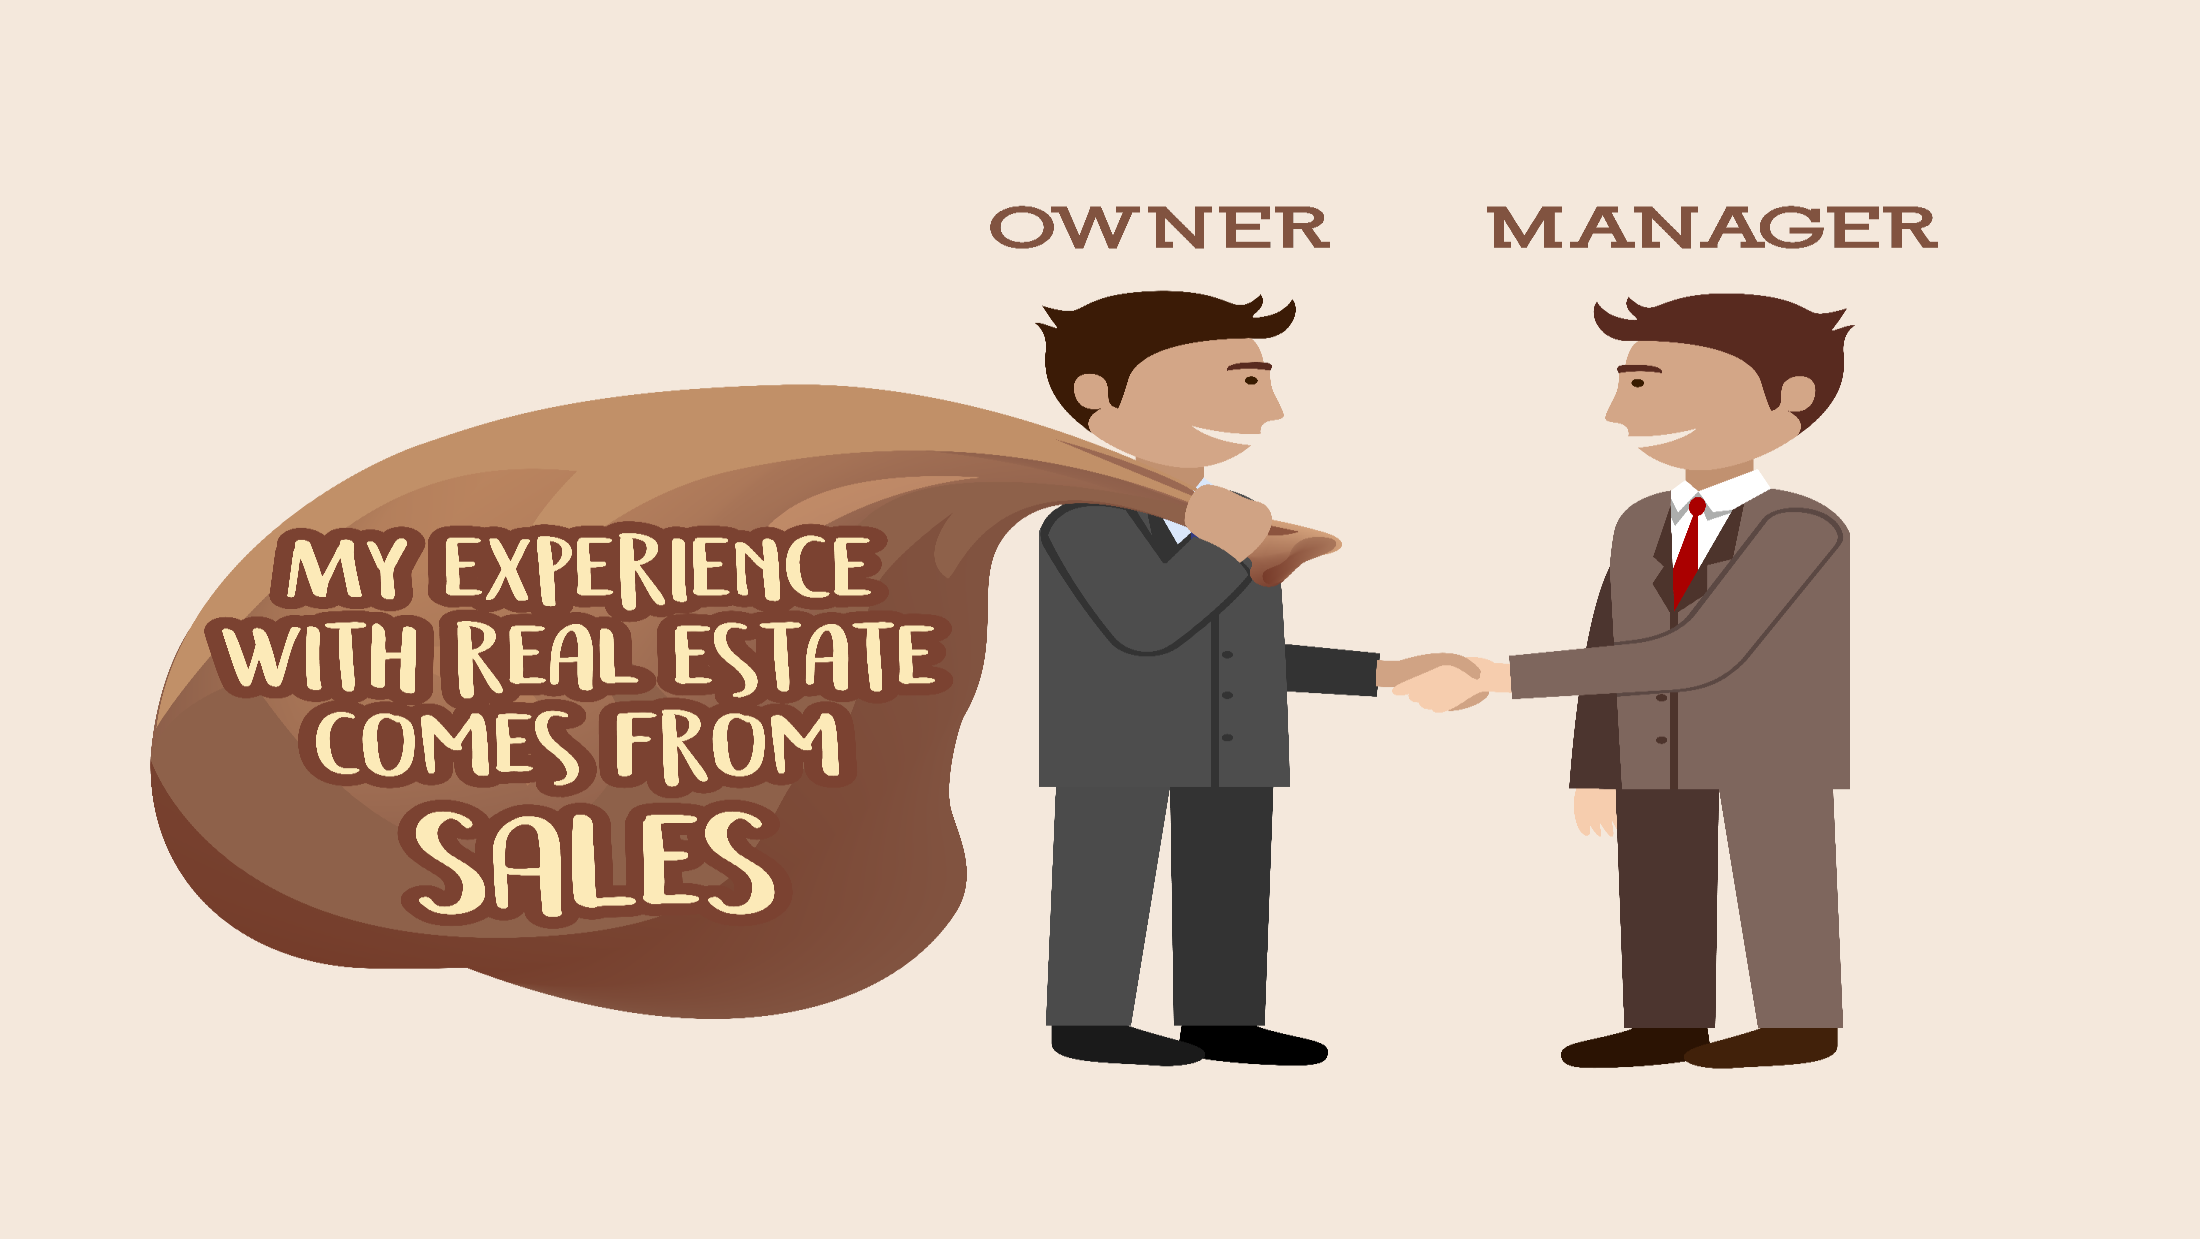 OWNER
MANAGER
MY EXPERIENCE
WITH REAL ESTATE
COMES FROM
SALES